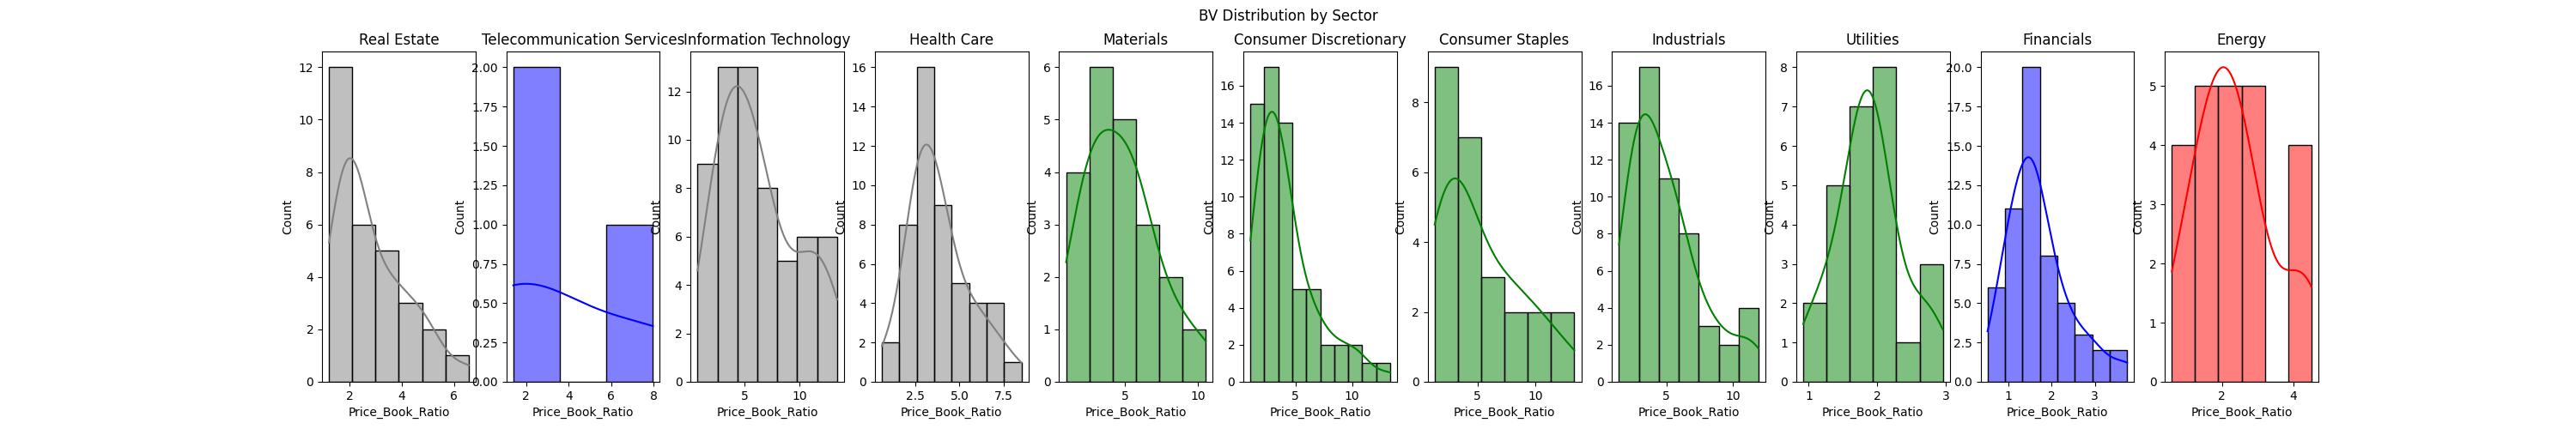 BV Distribution by Sector
Real Estate
Count
12
10
8
6
4
2
0
2 4 6
Price_Book_Ratio
Telecommunication Services
Count
2.00
1.75
1.50
1.25
1.00
0.75
0.50
0.25
0.00
2 4 6 8
Price_Book_Ratio
Information Technology
Count
12
10
8
6
4
2
0
5 10
Price_Book_Ratio
Health Care
Count
16
14
12
10
8
6
4
2
0
2.5 5.0 7.5
Price_Book_Ratio
Materials
Count
6
5
4
3
2
1
0
5 10
Price_Book_Ratio
Consumer Discretionary
Count
16
14
12
10
8
6
4
2
0
5 10
Price_Book_Ratio
Consumer Staples
8
6
4
2
0
5 10
Price_Book_Ratio
Industrials
Count
16
14
12
10
8
6
4
2
0
5 10
Price_Book_Ratio
Utilities
Count
8
7
6
5
4
3
2
1
0
1 2 3
Price_Book_Ratio
Financials
Count
20.0
17.5
15.0
12.5
10.0
7.5
5.0
2.5
0.0
1 2 3
Price_Book_Ratio
Energy
Count
5
4
3
2
1
0
2 4
Price_Book_Ratio